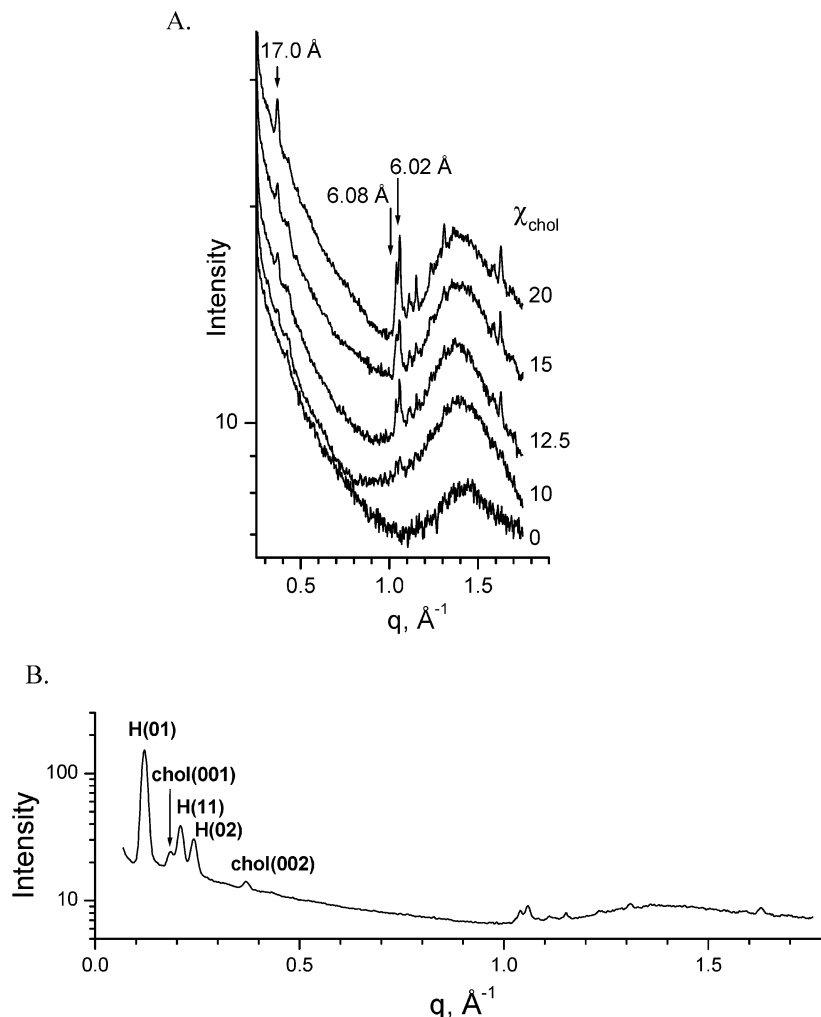 A.
17.0 Å
6.02 Å
6.08 Å
χchol
20
15
12.5
10
0
Intensity
10
0.5 1.0 1.5
q, Å-1
B.
H(01)
chol(001)
H(11)
H(02)
chol(002)
Intensity
100
10
0.0 0.5 1.0 1.5
q, Å-1